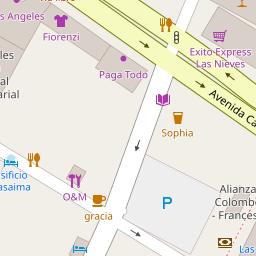 Angeles
Fiorenzi
Paga Todo
Exito Express
Las Nieves
Avenida Ca
Sophia
O&M
gracia
P
Alianza
Colombo
- Francés